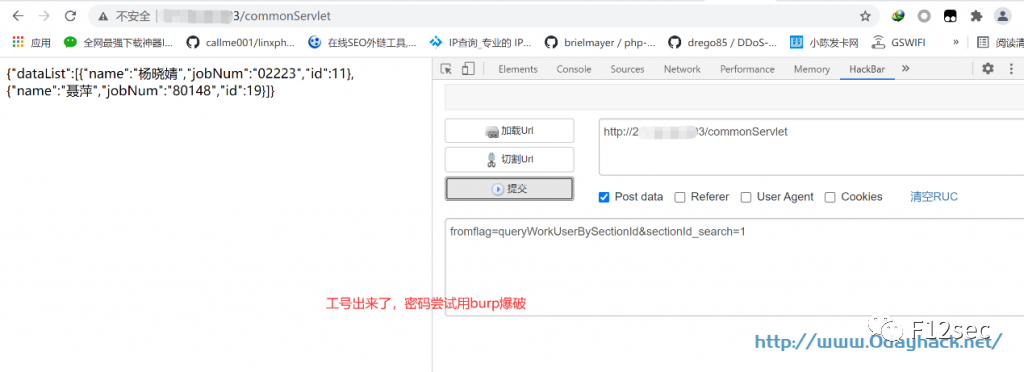 不安全 | 3/commonServlet
应用 全网最强下载神器I... callme001/linxph... 在线SEO外链工具,... IP查询_专业的 IP... brielmayer / php-... drego85 / DDoS-... 小陈发卡网 GSWIFI » 阅读清
{"dataList":[{"name":"杨晓婧","jobNum":"02223","id":11},
{"name":"聂萍","jobNum":"80148","id":19}]}
Elements Console Sources Network Performance Memory Application HackBar »
加载Url
http://2 3/commonServlet
切割Url
提交
Post data Referer User Agent Cookies 清空RUC
fromflag=queryWorkUserBySectionId&sectionId_search=1
工号出来了，密码尝试用burp爆破
F12sec
http://www.0dayhack.net/